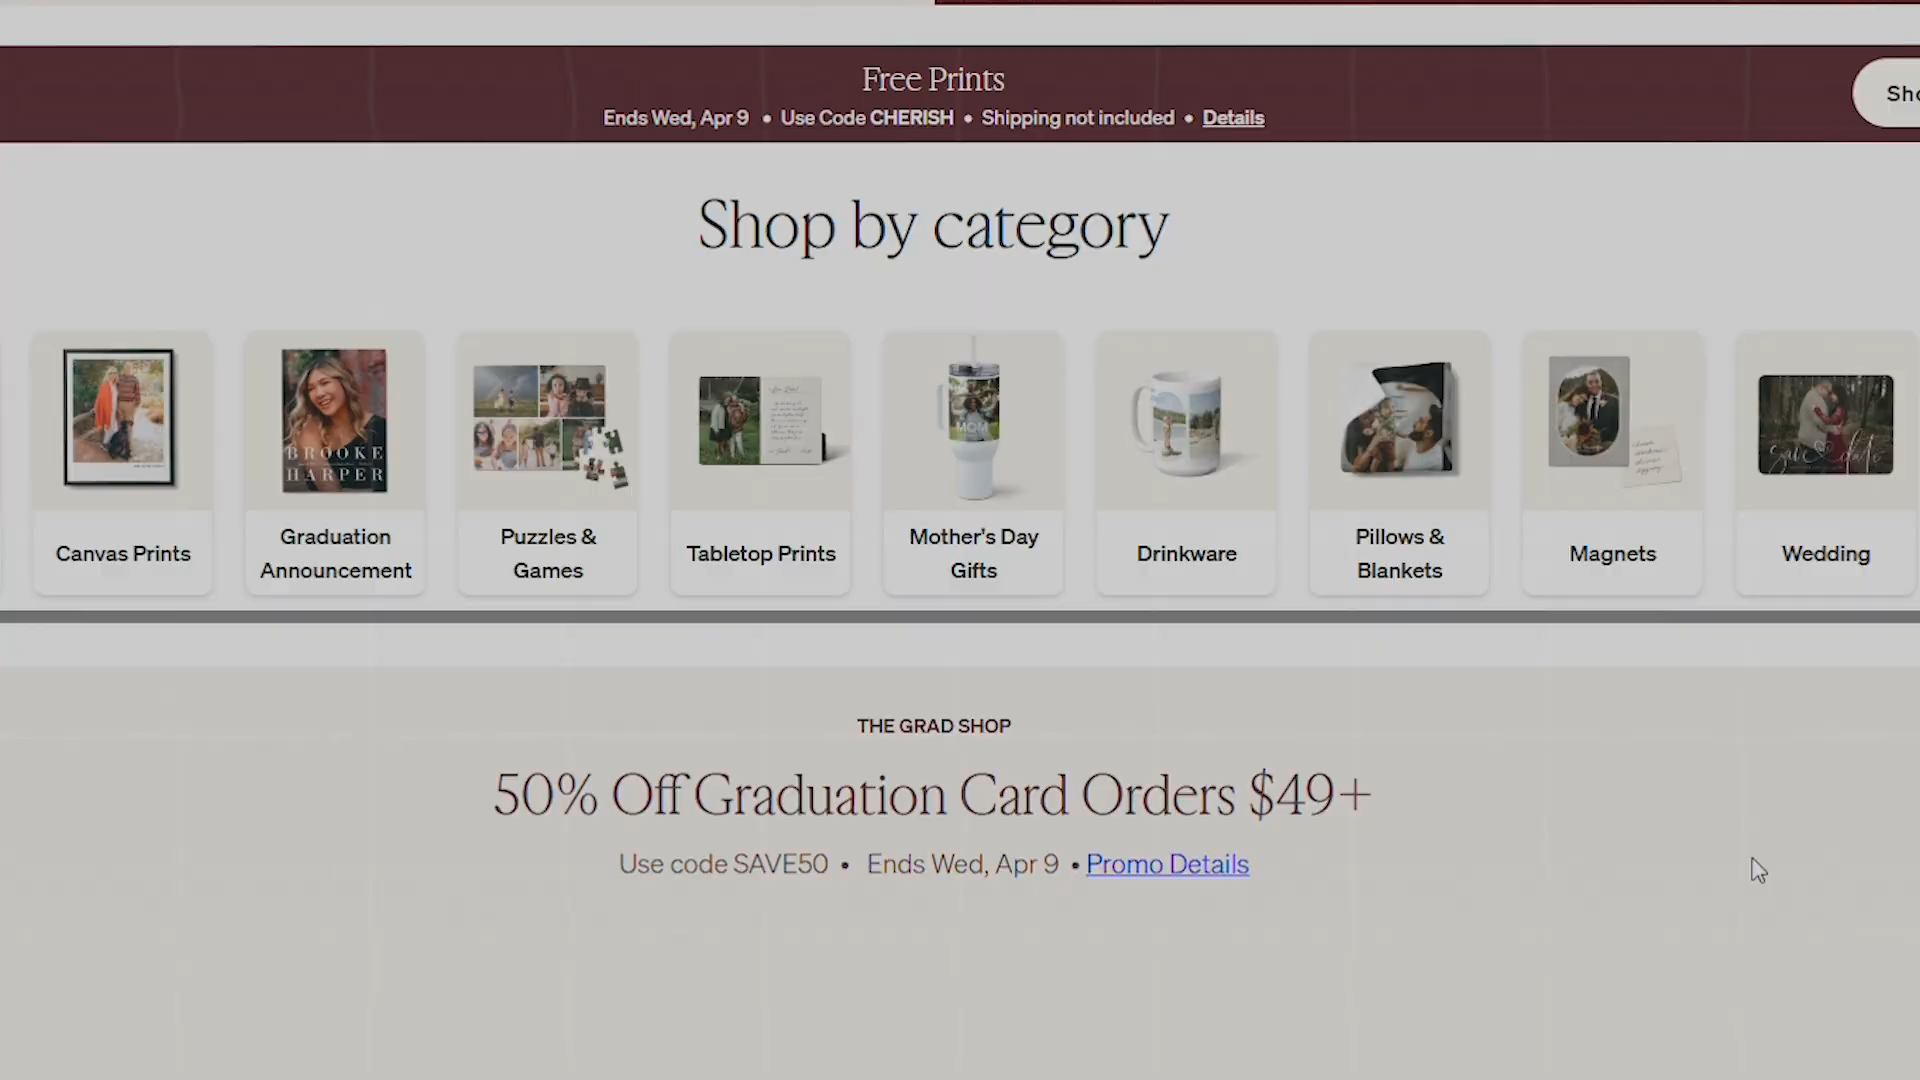 Free Prints
Ends Wed, Apr 9 • Use Code CHERISH • Shipping not included • Details
Shop by category
BROOKE
HARPER
MOM
Canvas Prints
Graduation
Announcement
Puzzles &
Games
Tabletop Prints
Mother's Day
Gifts
Drinkware
Pillows &
Blankets
Magnets
Wedding
THE GRAD SHOP
50% Off Graduation Card Orders $49+
Use code SAVE50 • Ends Wed, Apr 9 • Promo Details